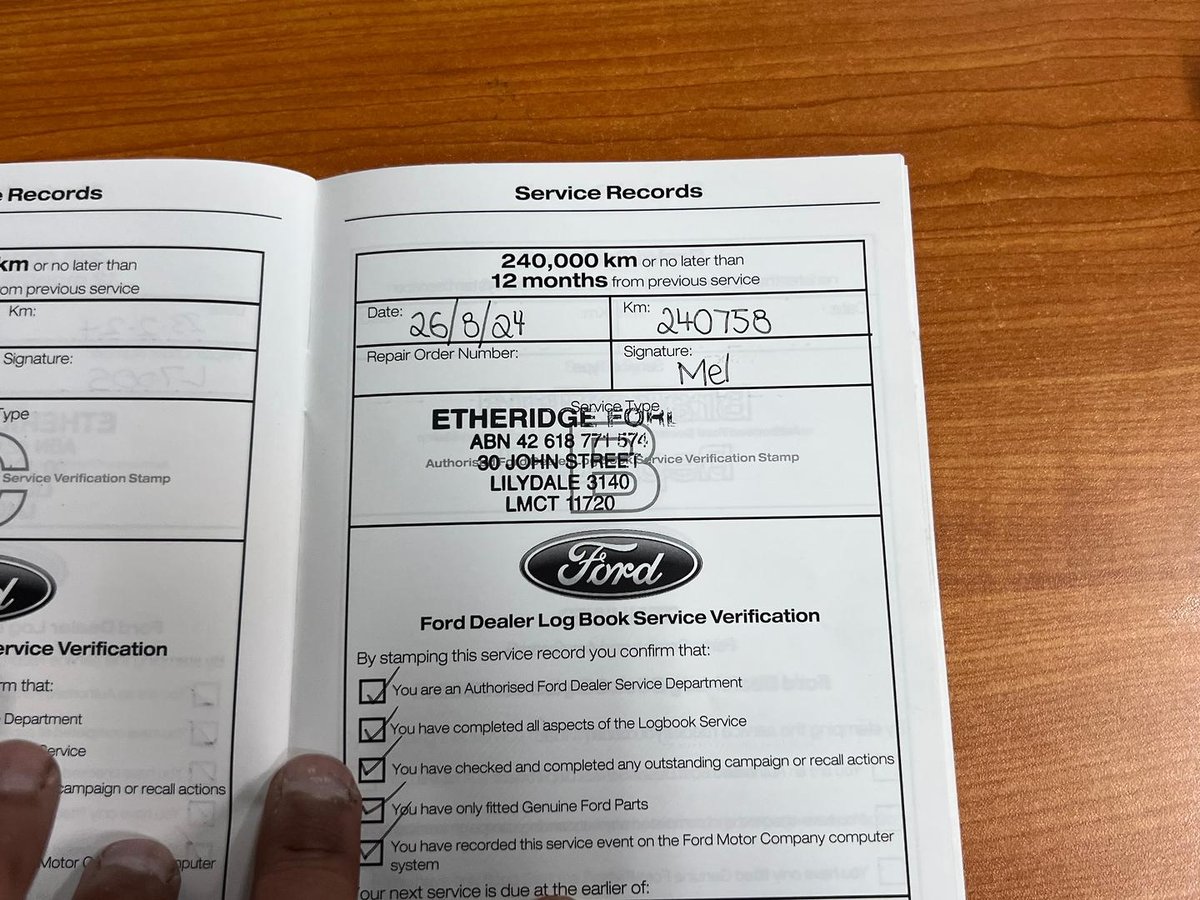 e Records
km or no later than
om previous service
Km:
Signature:
Type
C
Service Verification Stamp
d
ervice Verification
rm that:
Department
Service
campaign or recall actions
Motor Co
mputer
Service Records
240,000 km or no later than
12 months from previous service
Date: 26/8/24
Km: 240758
Repair Order Number:
Signature: Mel
Service Type
B
ETHERIDGE FORD
ABN 42 618 771 574
Authorised Ford Service Verification Stamp
30 JOHN STREET
LILYDALE 3140
LMCT 11720
Ford
Ford Dealer Log Book Service Verification
By stamping this service record you confirm that:
You are an Authorised Ford Dealer Service Department
You have completed all aspects of the Logbook Service
You have checked and completed any outstanding campaign or recall actions
You have only fitted Genuine Ford Parts
You have recorded this service event on the Ford Motor Company computer
system
our next service is due at the earlier of: